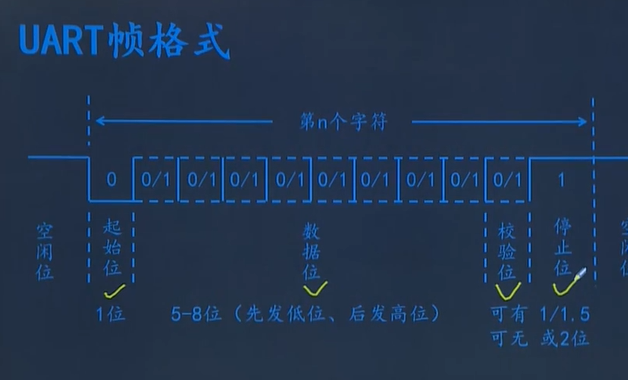 UART帧格式
第n个字符
0 0/1 0/1 0/1 0/1 0/1 0/1 0/1 0/1 0/1 1
空闲位 起始位 数据位 校验位 停止位
1位 5-8位（先发低位、后发高位） 可有可无 1/1.5或2位